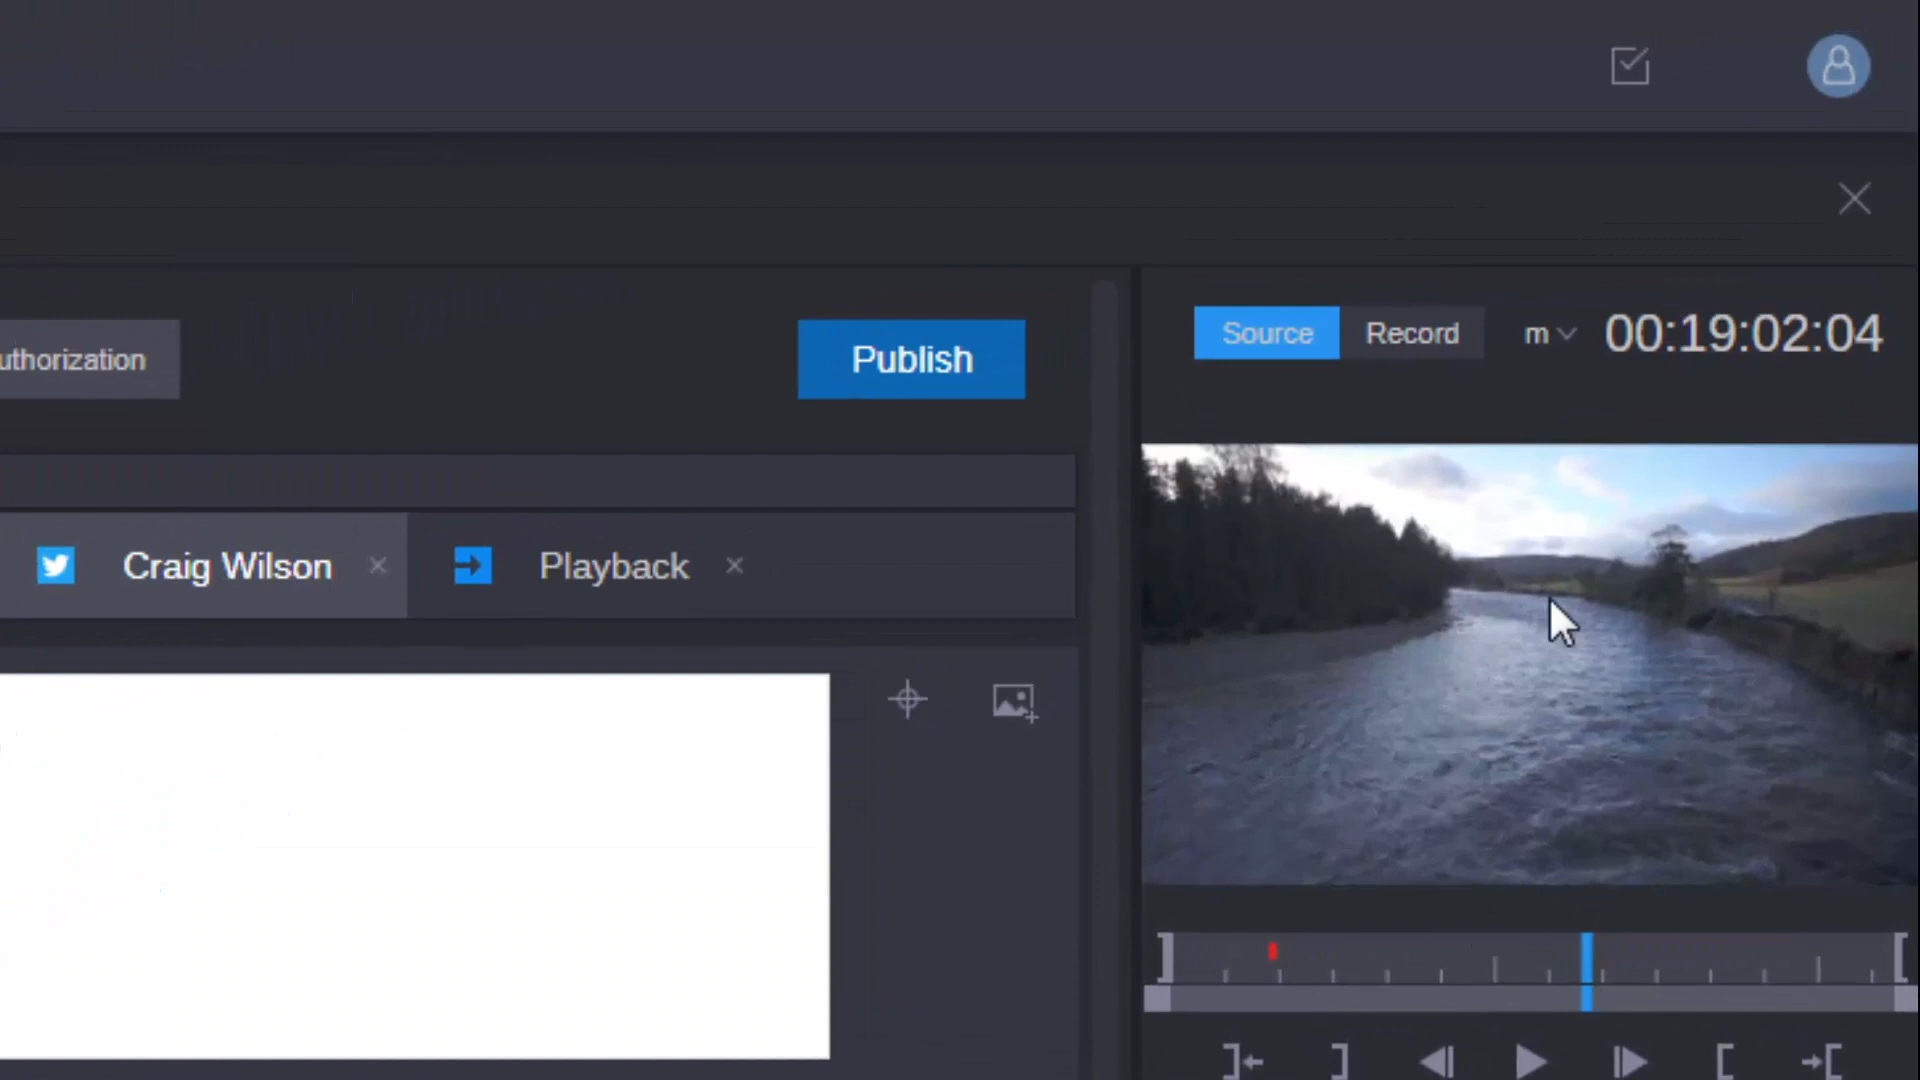 uthorization
Publish
Source
Record
m
00:19:02:04
Craig Wilson
Playback